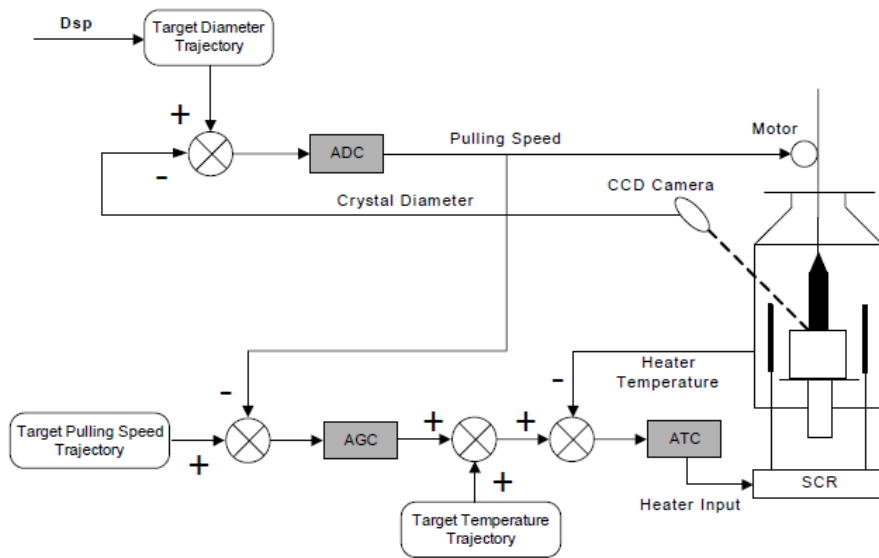 Dsp
Target Diameter
Trajectory
+
-
ADC
Pulling Speed
Motor
CCD Camera
Crystal Diameter
-
Heater
Temperature
-
Target Pulling Speed
Trajectory
+
AGC
+
+
ATC
+
Target Temperature
Trajectory
Heater Input
SCR